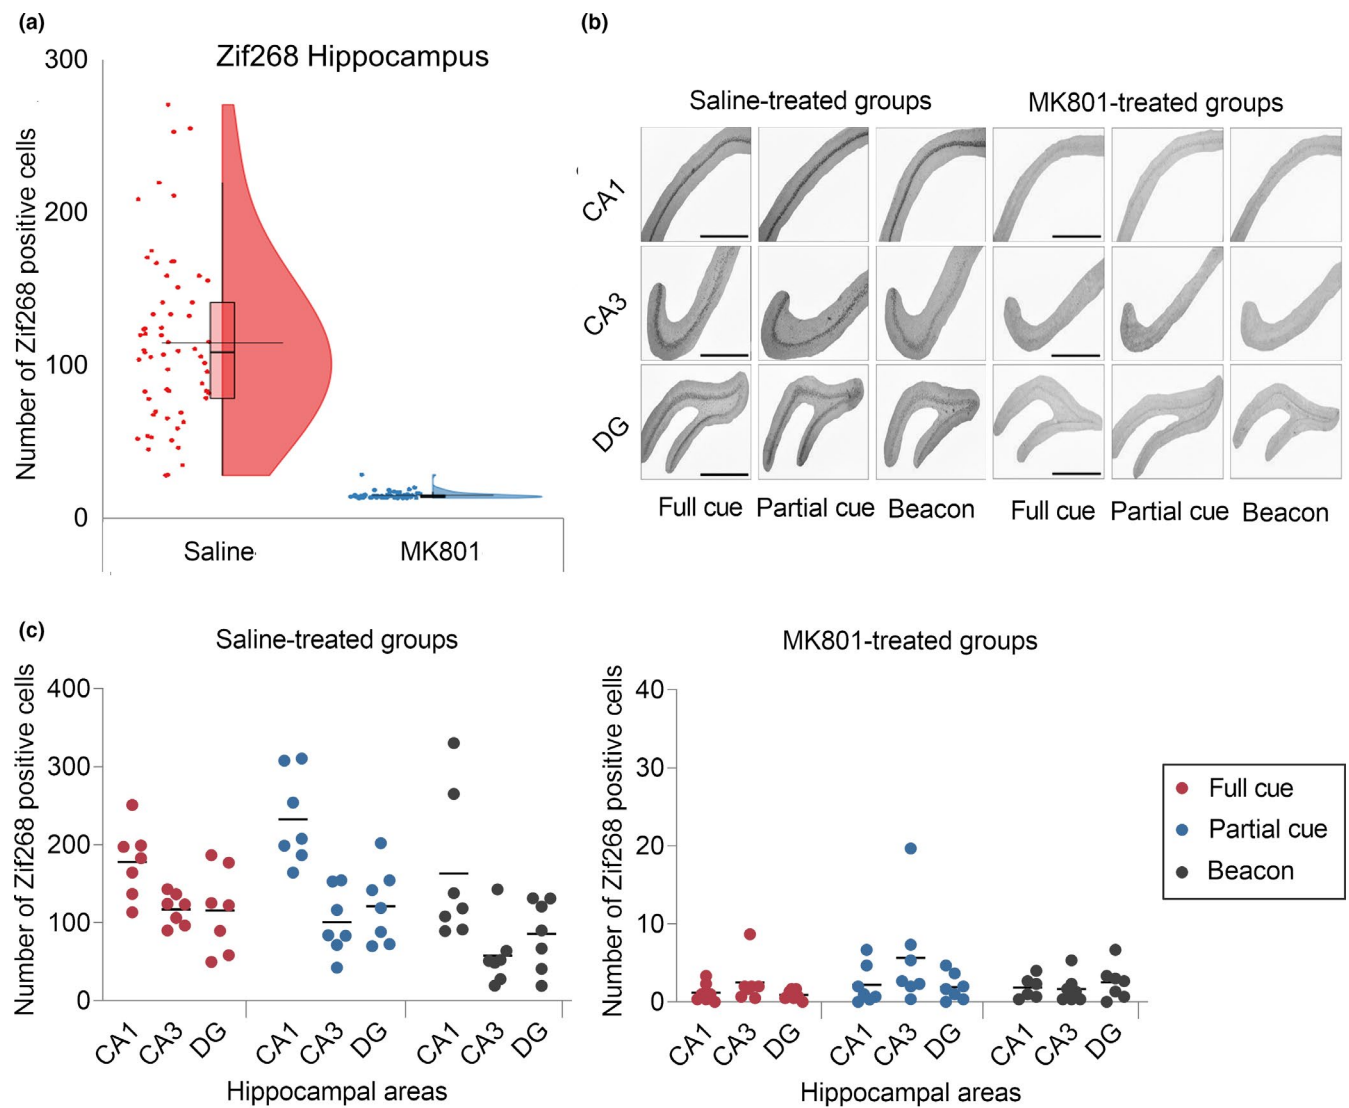 (a)
Zif268 Hippocampus
Number of Zif268 positive cells
300
200
100
0
Saline
MK801
(b)
Saline-treated groups
MK801-treated groups
CA1
CA3
DG
Full cue Partial cue Beacon Full cue Partial cue Beacon
(c)
Saline-treated groups
Number of Zif268 positive cells
400
300
200
100
0
CA1 CA3 DG CA1 CA3 DG CA1 CA3 DG
Hippocampal areas
MK801-treated groups
Number of Zif268 positive cells
40
30
20
10
0
CA1 CA3 DG CA1 CA3 DG CA1 CA3 DG
Hippocampal areas
Full cue
Partial cue
Beacon